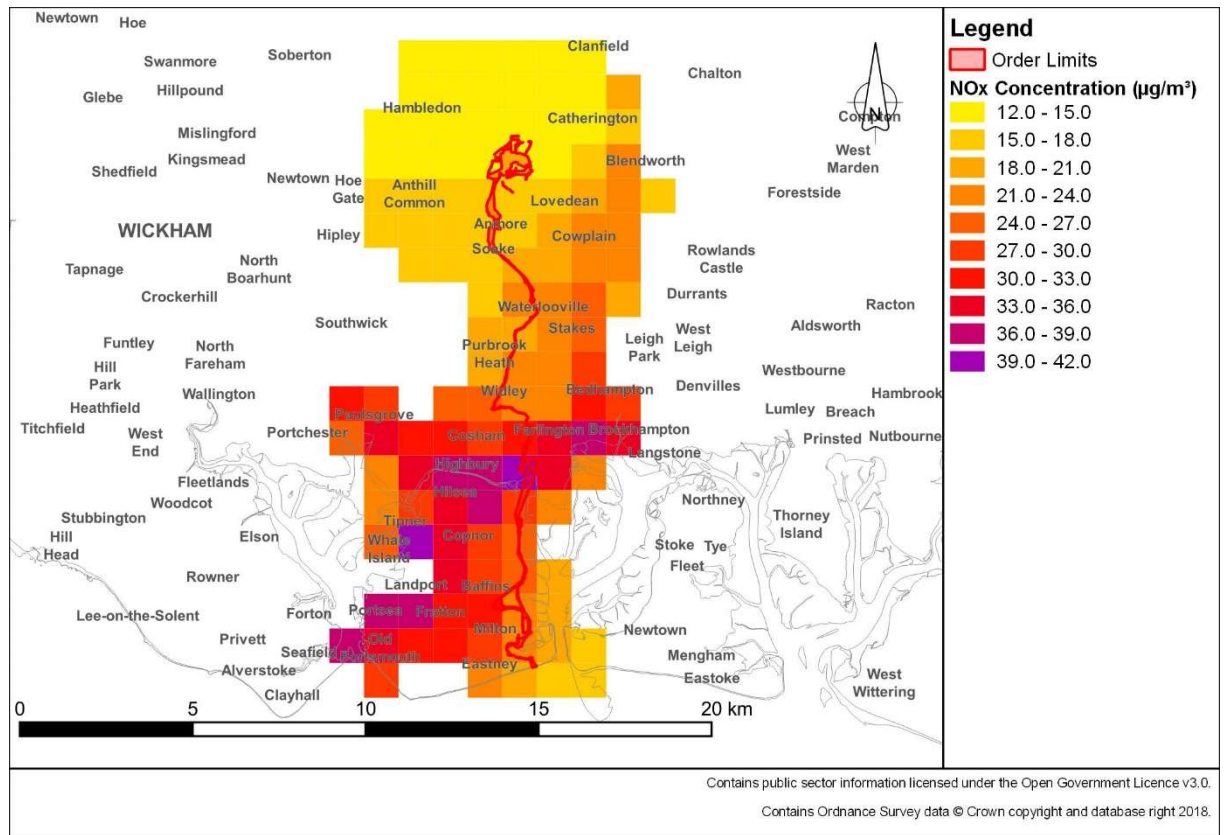 Newtown
Hoe
Clanfield
Soberton
Swanmore
Chalton
Hillpound
Glebe
Hambledon
Catherington
Compton
N
Mislingford
West
Marden
Kingsmead
Blendworth
Shedfield
Newtown
Hoe
Gate
Anthill
Common
Forestside
Lovedean
Anmore
WICKHAM
Hipley
Cowplain
Soake
Rowlands
Castle
North
Boarhunt
Tapnage
Crockerhill
Durrants
Waterlooville
Racton
Southwick
Stakes
Aldsworth
Leigh
Park
West
Leigh
Funtley
North
Fareham
Purbrook
Heath
Hill
Park
Westbourne
Wallington
Widley
Bedhampton
Denvilles
Hambrook
Heathfield
Paulsgrove
Lumley
Breach
Titchfield
West
End
Portchester
Cosham
Farlington
Brockhampton
Prinsted
Nutbourne
Langstone
Highbury
Fleetlands
Hilsea
Woodcot
Northney
Stubbington
Tipner
Thorney
Island
Hill
Head
Elson
Whale
Island
Copnor
Stoke
Tye
Fleet
Rowner
Landport
Baffins
Lee-on-the-Solent
Forton
Portsea
Fratton
Milton
Newtown
Privett
Seafield
Old
Portsmouth
Mengham
Alverstoke
Eastney
Eastoke
West
Wittering
Clayhall
0
5
10
15
20 km
Legend
Order Limits
NOx Concentration (µg/m³)
12.0 - 15.0
15.0 - 18.0
18.0 - 21.0
21.0 - 24.0
24.0 - 27.0
27.0 - 30.0
30.0 - 33.0
33.0 - 36.0
36.0 - 39.0
39.0 - 42.0
Contains public sector information licensed under the Open Government Licence v3.0.
Contains Ordnance Survey data © Crown copyright and database right 2018.